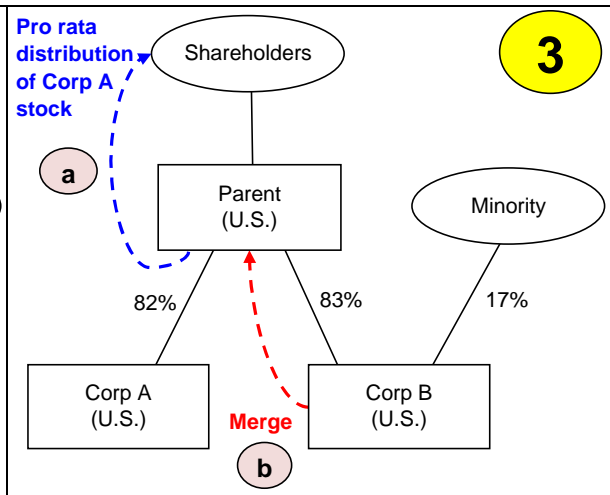 Pro rata
distribution
of Corp A
stock
Shareholders
3
a
Parent
(U.S.)
Minority
82%
83%
17%
Corp A
(U.S.)
Merge
Corp B
(U.S.)
b